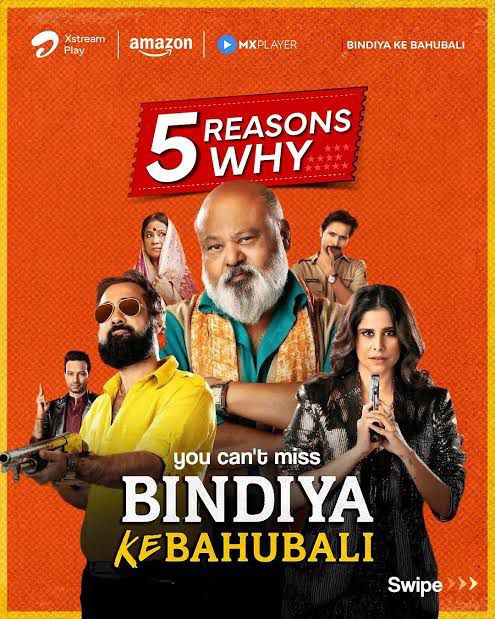 Xstream
Play
amazon
MXPLAYER
BINDIYA KE BAHUBALI
5 REASONS
WHY
you can't miss
BINDIYA
KE BAHUBALI
Swipe >>>